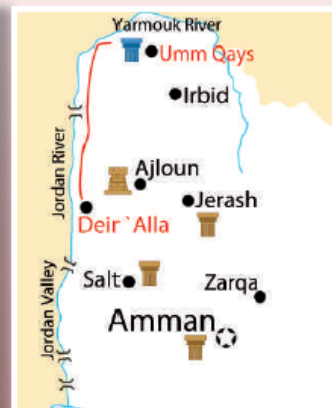 Yarmouk River
Umm Qays
Irbid
Jordan River
Ajloun
Jerash
Deir `Alla
Jordan Valley
Salt
Zarqa
Amman